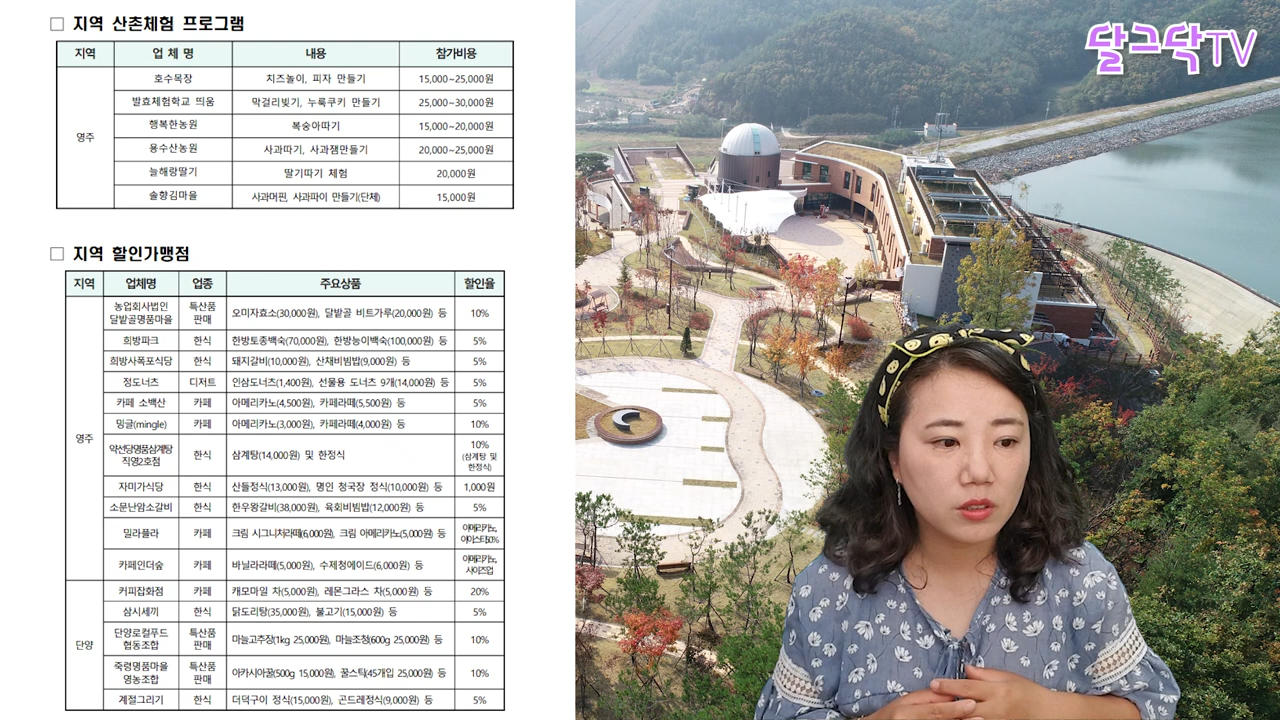 □ 지역 산촌체험 프로그램
지역 업 체 명 내용 참가비용
영주
호수목장 치즈놀이, 피자 만들기 15,000~25,000원
발효체험학교 띄움 막걸리빚기, 누룩쿠키 만들기 25,000~30,000원
행복한농원 복숭아따기 15,000~20,000원
용수산농원 사과따기, 사과잼만들기 20,000~25,000원
늘해랑딸기 딸기따기 체험 20,000원
솔향김마을 사과머핀, 사과파이 만들기(단체) 15,000원
□ 지역 할인가맹점
지역 업체명 업종 주요상품 할인율
영주
농업회사법인 달밭골명품마을 특산품 판매 오미자효소(30,000원), 달밭골 비트가루(20,000원) 등 10%
희방파크 한식 한방토종백숙(70,000원), 한방능이백숙(100,000원) 등 5%
희방사폭포식당 한식 돼지갈비(10,000원), 산채비빔밥(9,000원) 등 5%
정도너츠 디저트 인삼도너츠(1,400원), 선물용 도너츠 9개(14,000원) 등 5%
카페 소백산 카페 아메리카노(4,500원), 카페라떼(5,500원) 등 5%
밍글(mingle) 카페 아메리카노(3,000원), 카페라떼(4,000원) 등 10%
약선당명품삼계탕 직영2호점 한식 삼계탕(14,000원) 및 한정식 10% (삼계탕 및 한정식)
자미가식당 한식 산들정식(13,000원), 명인 청국장 정식(10,000원) 등 1,000원
소문난암소갈비 한식 한우왕갈비(38,000원), 육회비빔밥(12,000원) 등 5%
밀라플라 카페 크림 시그니처라떼(6,000원), 크림 아메리카노(5,000원) 등 아메리카노,
카페인더숲 카페 바닐라라떼(5,000원), 수제청에이드(6,000원) 등 아메리카노, 사이즈업
단양
커피잡화점 카페 캐모마일 차(5,000원), 레몬그라스 차(5,000원) 등 20%
삼시세끼 한식 닭도리탕(35,000원), 불고기(15,000원) 등 5%
단양로컬푸드 협동조합 특산품 판매 마늘고추장(1kg 25,000원), 마늘조청(600g 25,000원) 등 10%
죽령명품마을 영농조합 특산품 판매 아카시아꿀(500g 15,000원), 꿀스틱(45개입 25,000원) 등 10%
계절그리기 한식 더덕구이 정식(15,000원), 곤드레정식(9,000원) 등 5%
달그닥TV